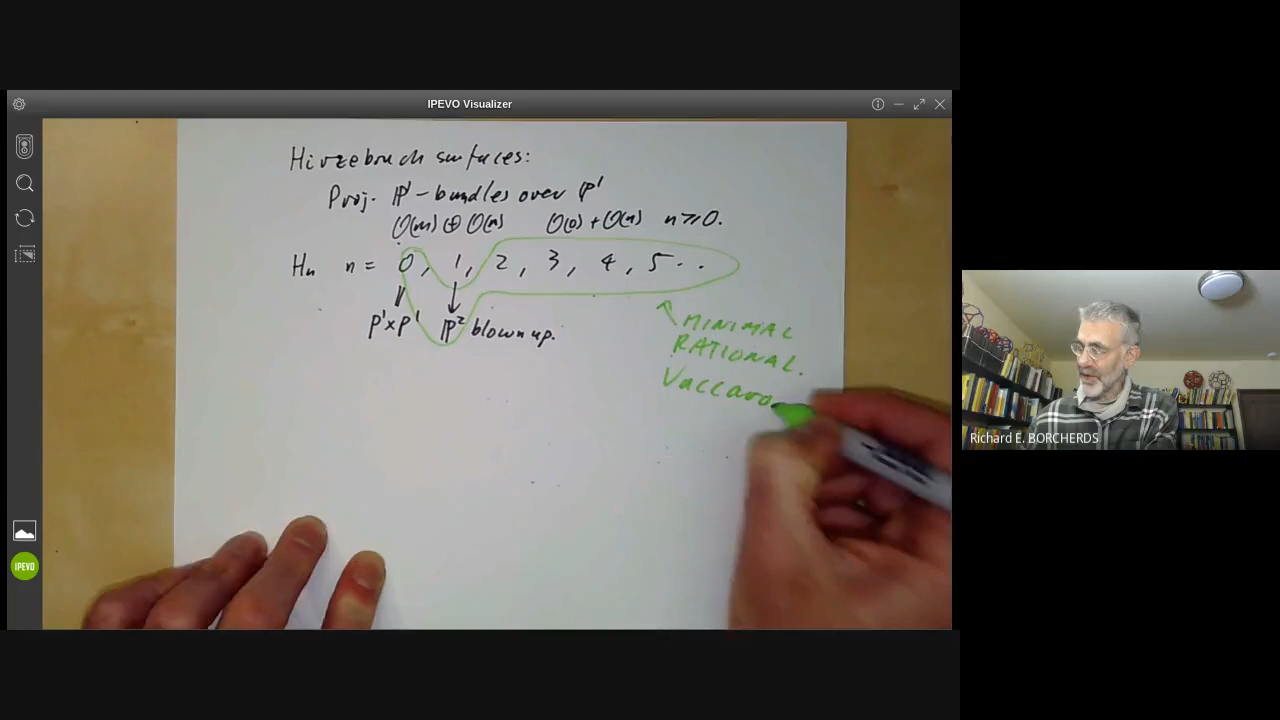 IPEVO Visualizer
Hirzebruch surfaces:
Proj. ℙ¹-bundles over ℙ¹
O(m) ⊕ O(n) O(0) + O(n) n ≥ 0.
Hn n = 0, 1, 2, 3, 4, 5 . . .
P¹×P¹ ℙ² blown up.
MINIMAL
RATIONAL.
Vaccaro
Richard E. BORCHERDS
IPEVO